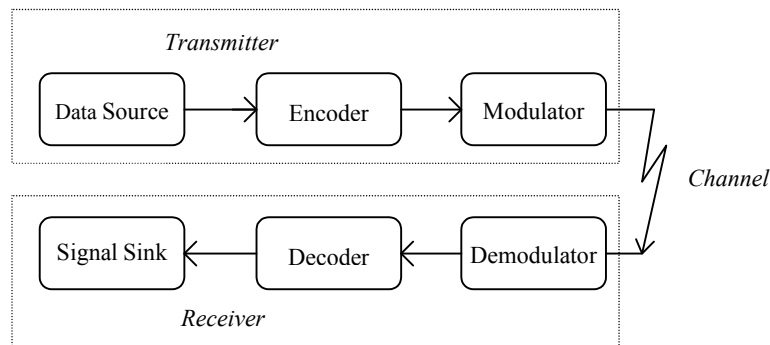 Transmitter
Data Source
Encoder
Modulator
Channel
Signal Sink
Decoder
Demodulator
Receiver